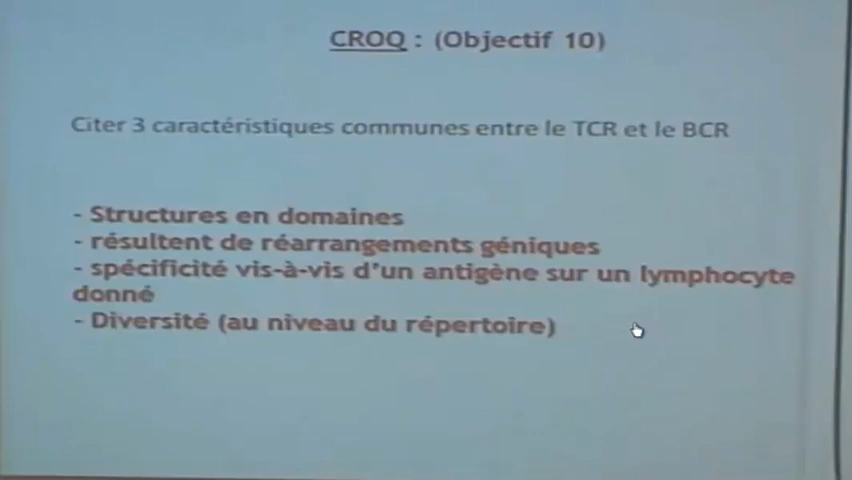 CROQ : (Objectif 10)
Citer 3 caractéristiques communes entre le TCR et le BCR
- Structures en domaines
- résultent de réarrangements géniques
- spécificité vis-à-vis d'un antigène sur un lymphocyte
donné
- Diversité (au niveau du répertoire)